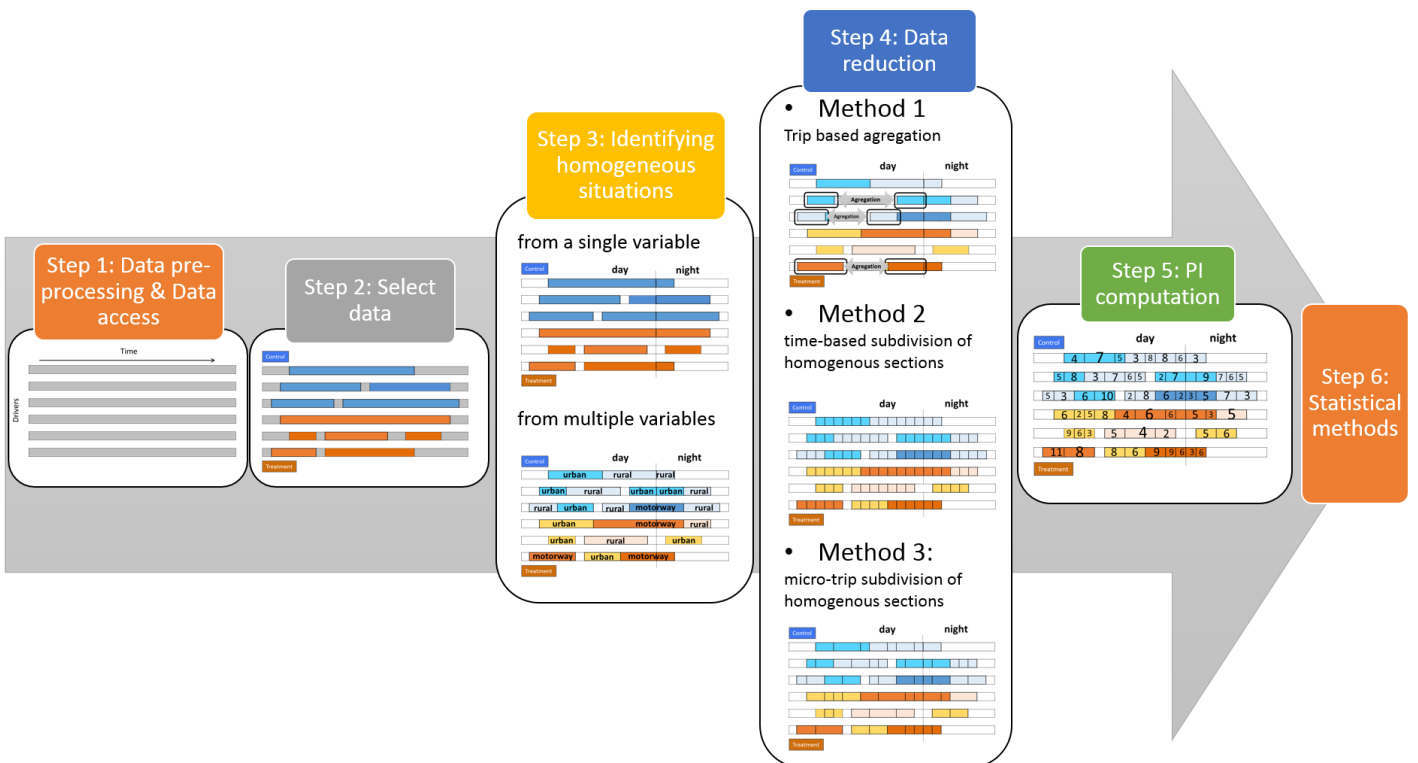 Step 1: Data pre-
processing & Data
access
Time
Drivers
Step 2: Select
data
Control
Treatment
Step 3: Identifying
homogeneous
situations
from a single variable
day night
Control
Treatment
from multiple variables
day night
Control
urban rural rural
urban rural urban urban rural
rural urban rural motorway rural
urban motorway rural
urban rural urban
motorway urban motorway
Treatment
Step 4: Data
reduction
• Method 1
Trip based agregation
day night
Control
Agregation
Agregation
Agregation
Treatment
• Method 2
time-based subdivision of
homogenous sections
day night
Control
Treatment
• Method 3:
micro-trip subdivision of
homogenous sections
day night
Control
Treatment
Step 5: PI
computation
day night
Control
4 7 5 3 8 8 6 3
5 8 3 7 6 5 2 7 9 7 6 5
5 3 6 10 2 8 6 2 3 5 7 3
6 2 5 8 4 6 6 5 3 5
9 6 3 5 4 2 5 6
11 8 8 6 9 9 6 3 6
Treatment
Step 6:
Statistical
methods